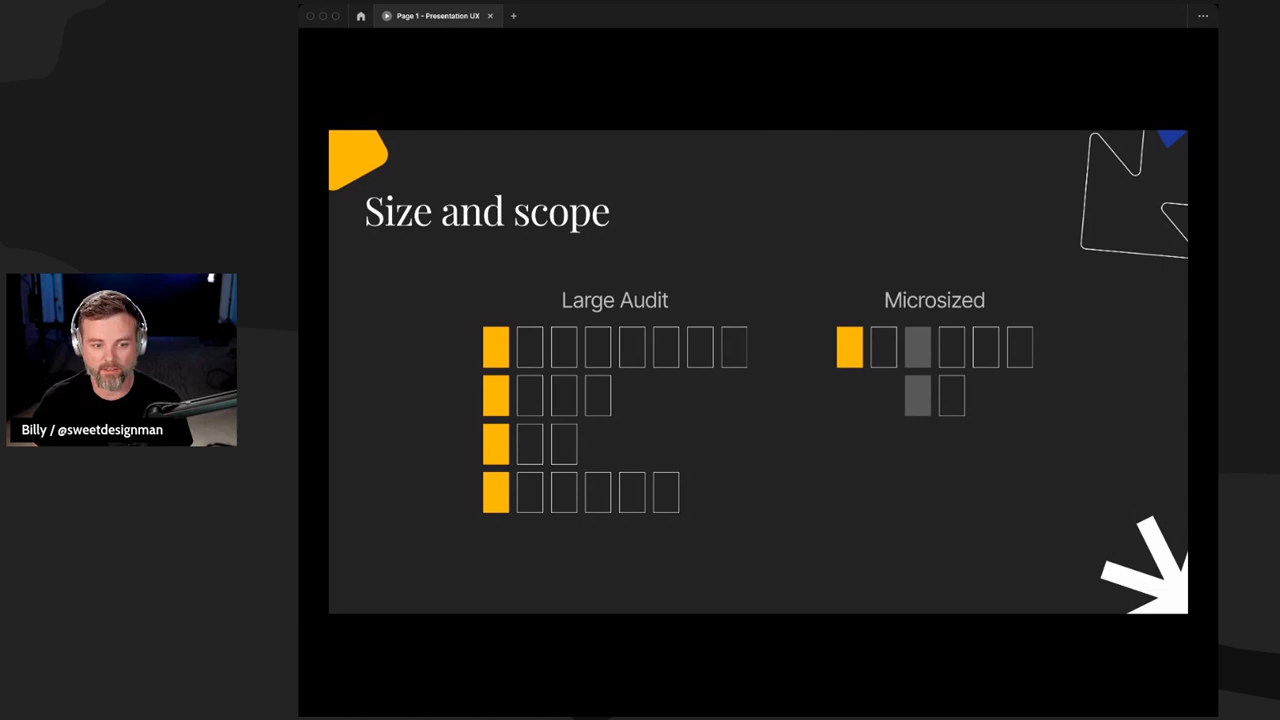 Page 1 - Presentation UX
Size and scope
Large Audit
Microsized
Billy / @sweetdesignman